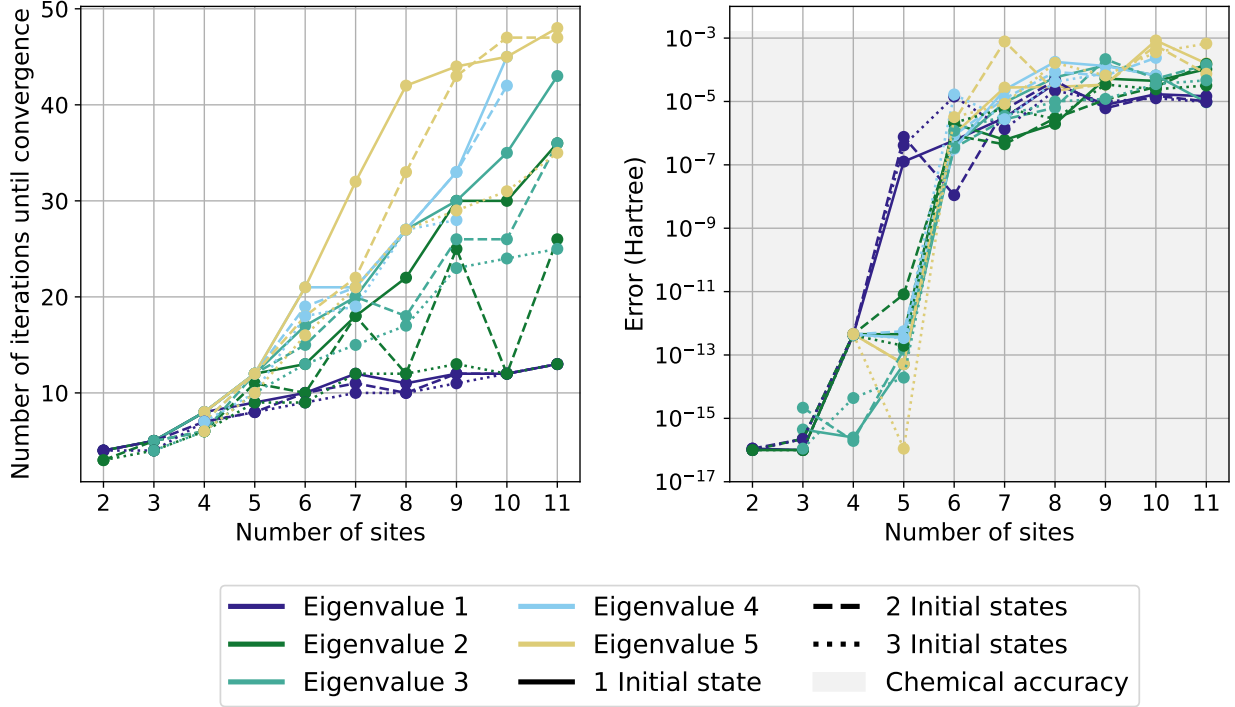 Number of iterations until convergence
50
40
30
20
10
2 3 4 5 6 7 8 9 10 11
Number of sites
Error (Hartree)
10⁻³
10⁻⁵
10⁻⁷
10⁻⁹
10⁻¹¹
10⁻¹³
10⁻¹⁵
10⁻¹⁷
2 3 4 5 6 7 8 9 10 11
Number of sites
Eigenvalue 1
Eigenvalue 2
Eigenvalue 3
Eigenvalue 4
Eigenvalue 5
1 Initial state
2 Initial states
3 Initial states
Chemical accuracy